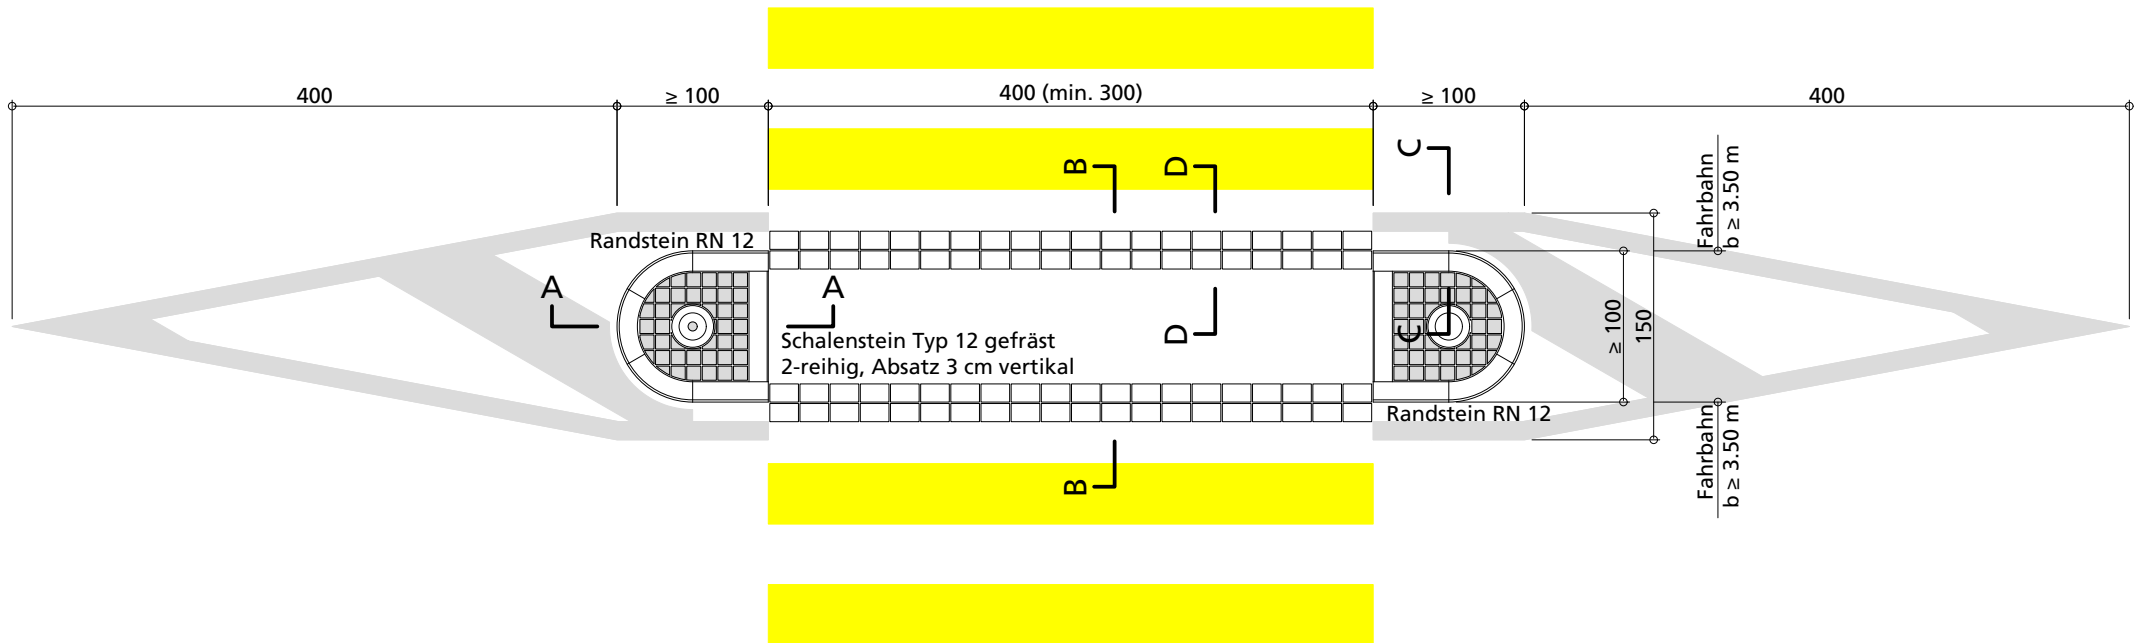 400
≥ 100
400 (min. 300)
≥ 100
400
C
B
D
Fahrbahn
b ≥ 3.50 m
Randstein RN 12
A
A
D
C
≥ 100
150
Schalenstein Typ 12 gefräst
2-reihig, Absatz 3 cm vertikal
Randstein RN 12
Fahrbahn
b ≥ 3.50 m
B